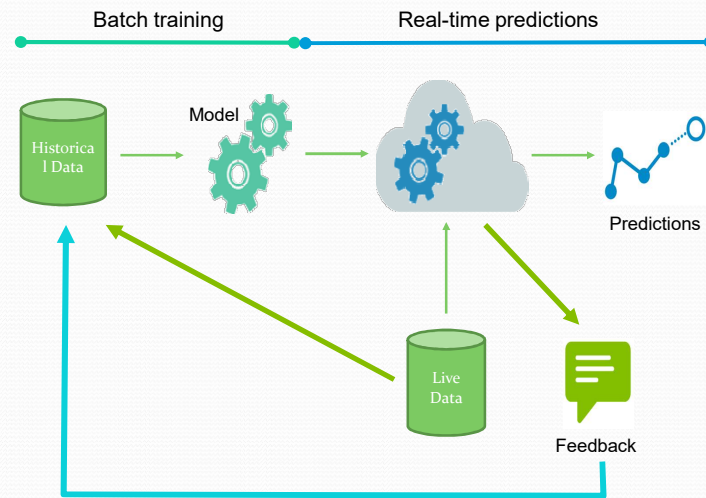 Batch training
Real-time predictions
Model
Historica
l Data
Predictions
Live
Data
Feedback